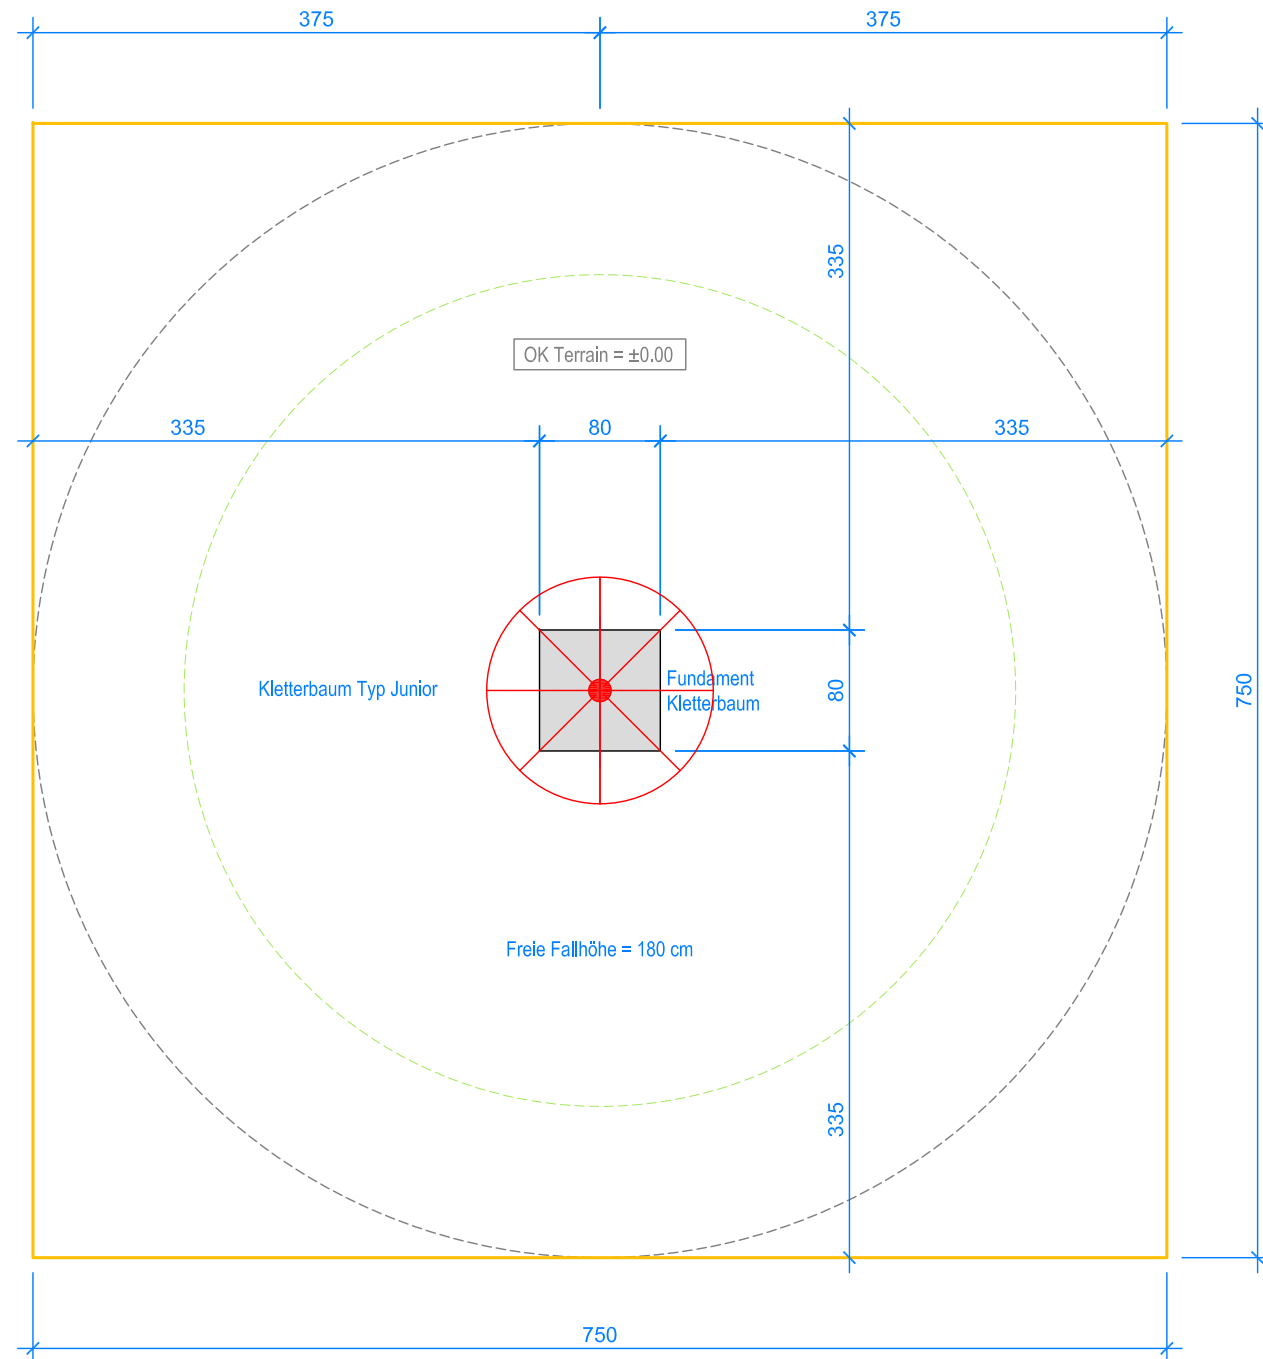 375
375
335
OK Terrain = ±0.00
335
80
335
Kletterbaum Typ Junior
Fundament
Kletterbaum
80
750
Freie Fallhöhe = 180 cm
335
750